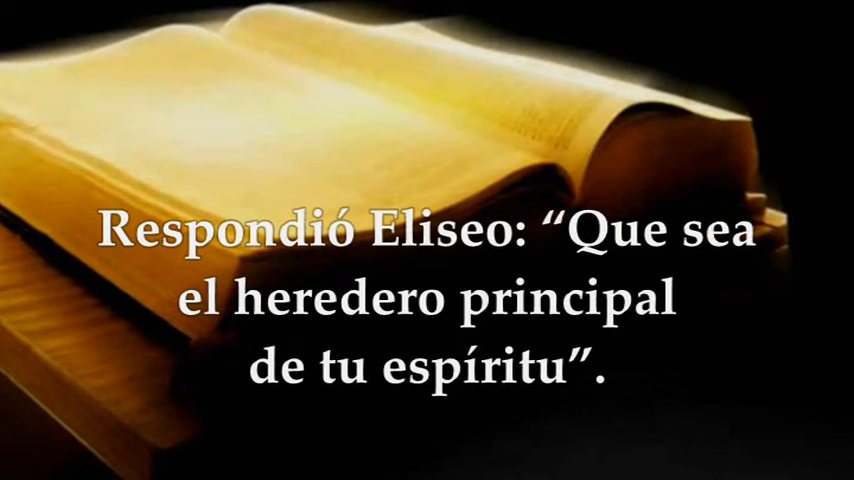 Respondió Eliseo: “Que sea
el heredero principal
de tu espíritu”.